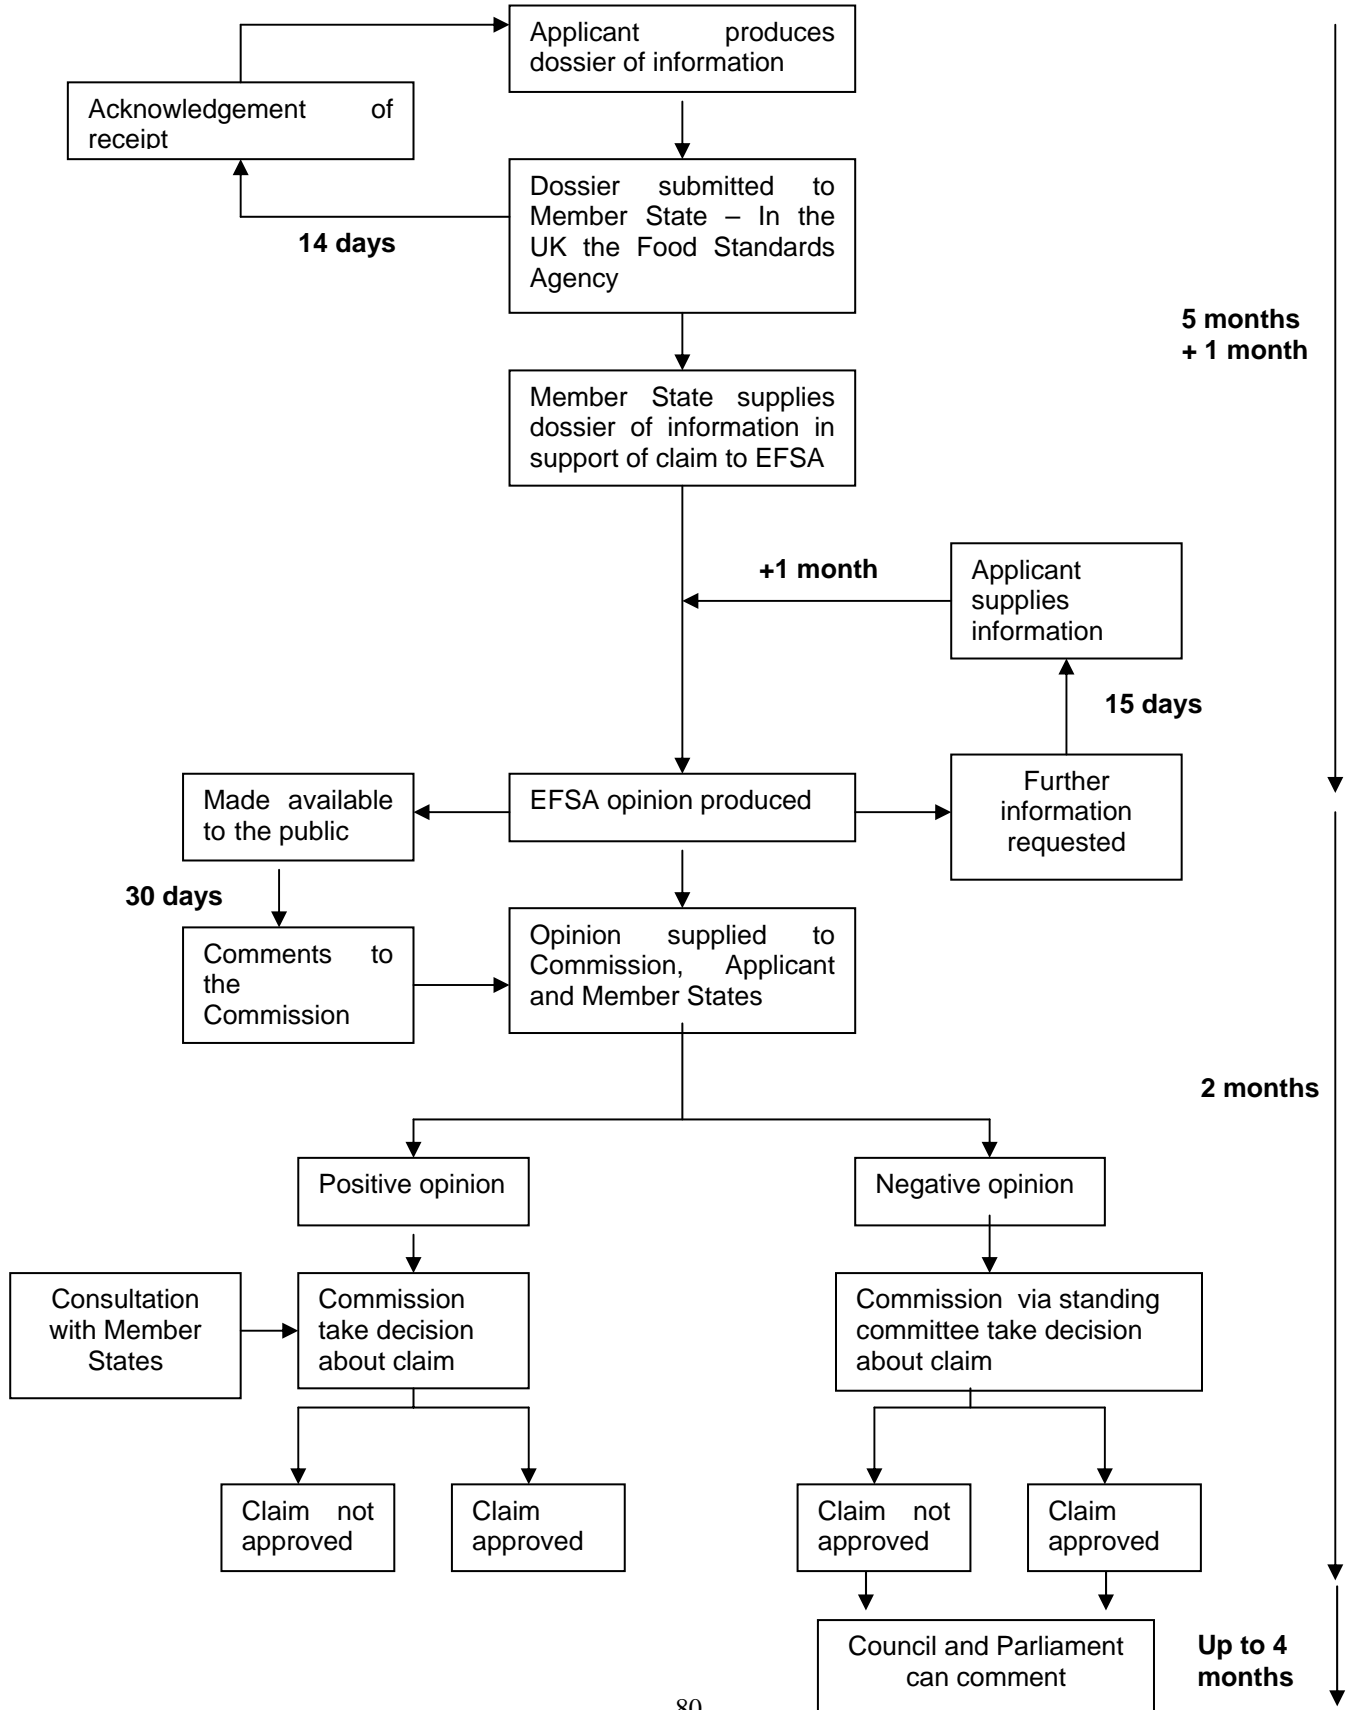 Applicant produces
dossier of information
Acknowledgement of
receipt
Dossier submitted to
Member State – In the
UK the Food Standards
Agency
14 days
5 months
+ 1 month
Member State supplies
dossier of information in
support of claim to EFSA
+1 month
Applicant
supplies
information
15 days
Made available
to the public
EFSA opinion produced
Further
information
requested
30 days
Comments to
the
Commission
Opinion supplied to
Commission, Applicant
and Member States
2 months
Positive opinion
Negative opinion
Consultation
with Member
States
Commission
take decision
about claim
Commission via standing
committee take decision
about claim
Claim not
approved
Claim
approved
Claim not
approved
Claim
approved
Council and Parliament
can comment
Up to 4
months
80